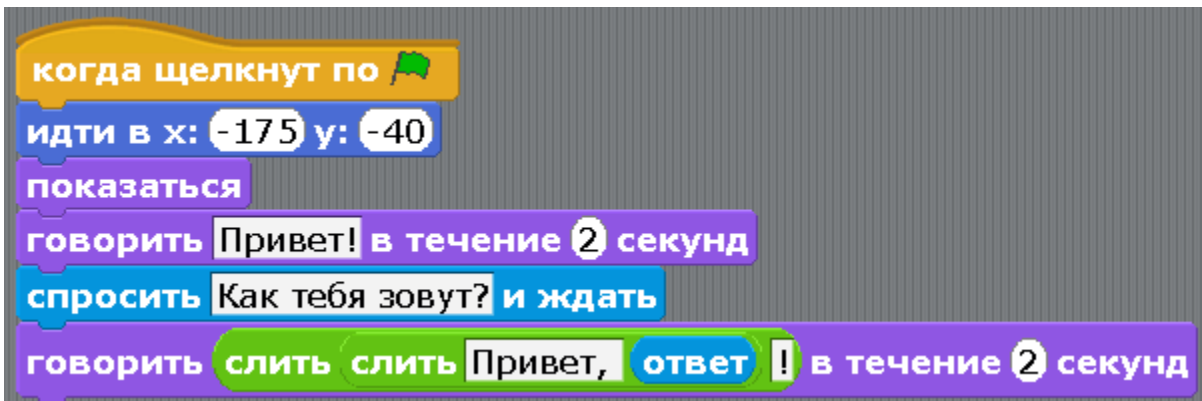 когда щелкнут по
идти в x: -175 y: -40
показаться
говорить Привет! в течение 2 секунд
спросить Как тебя зовут? и ждать
говорить слить слить Привет, ответ ! в течение 2 секунд